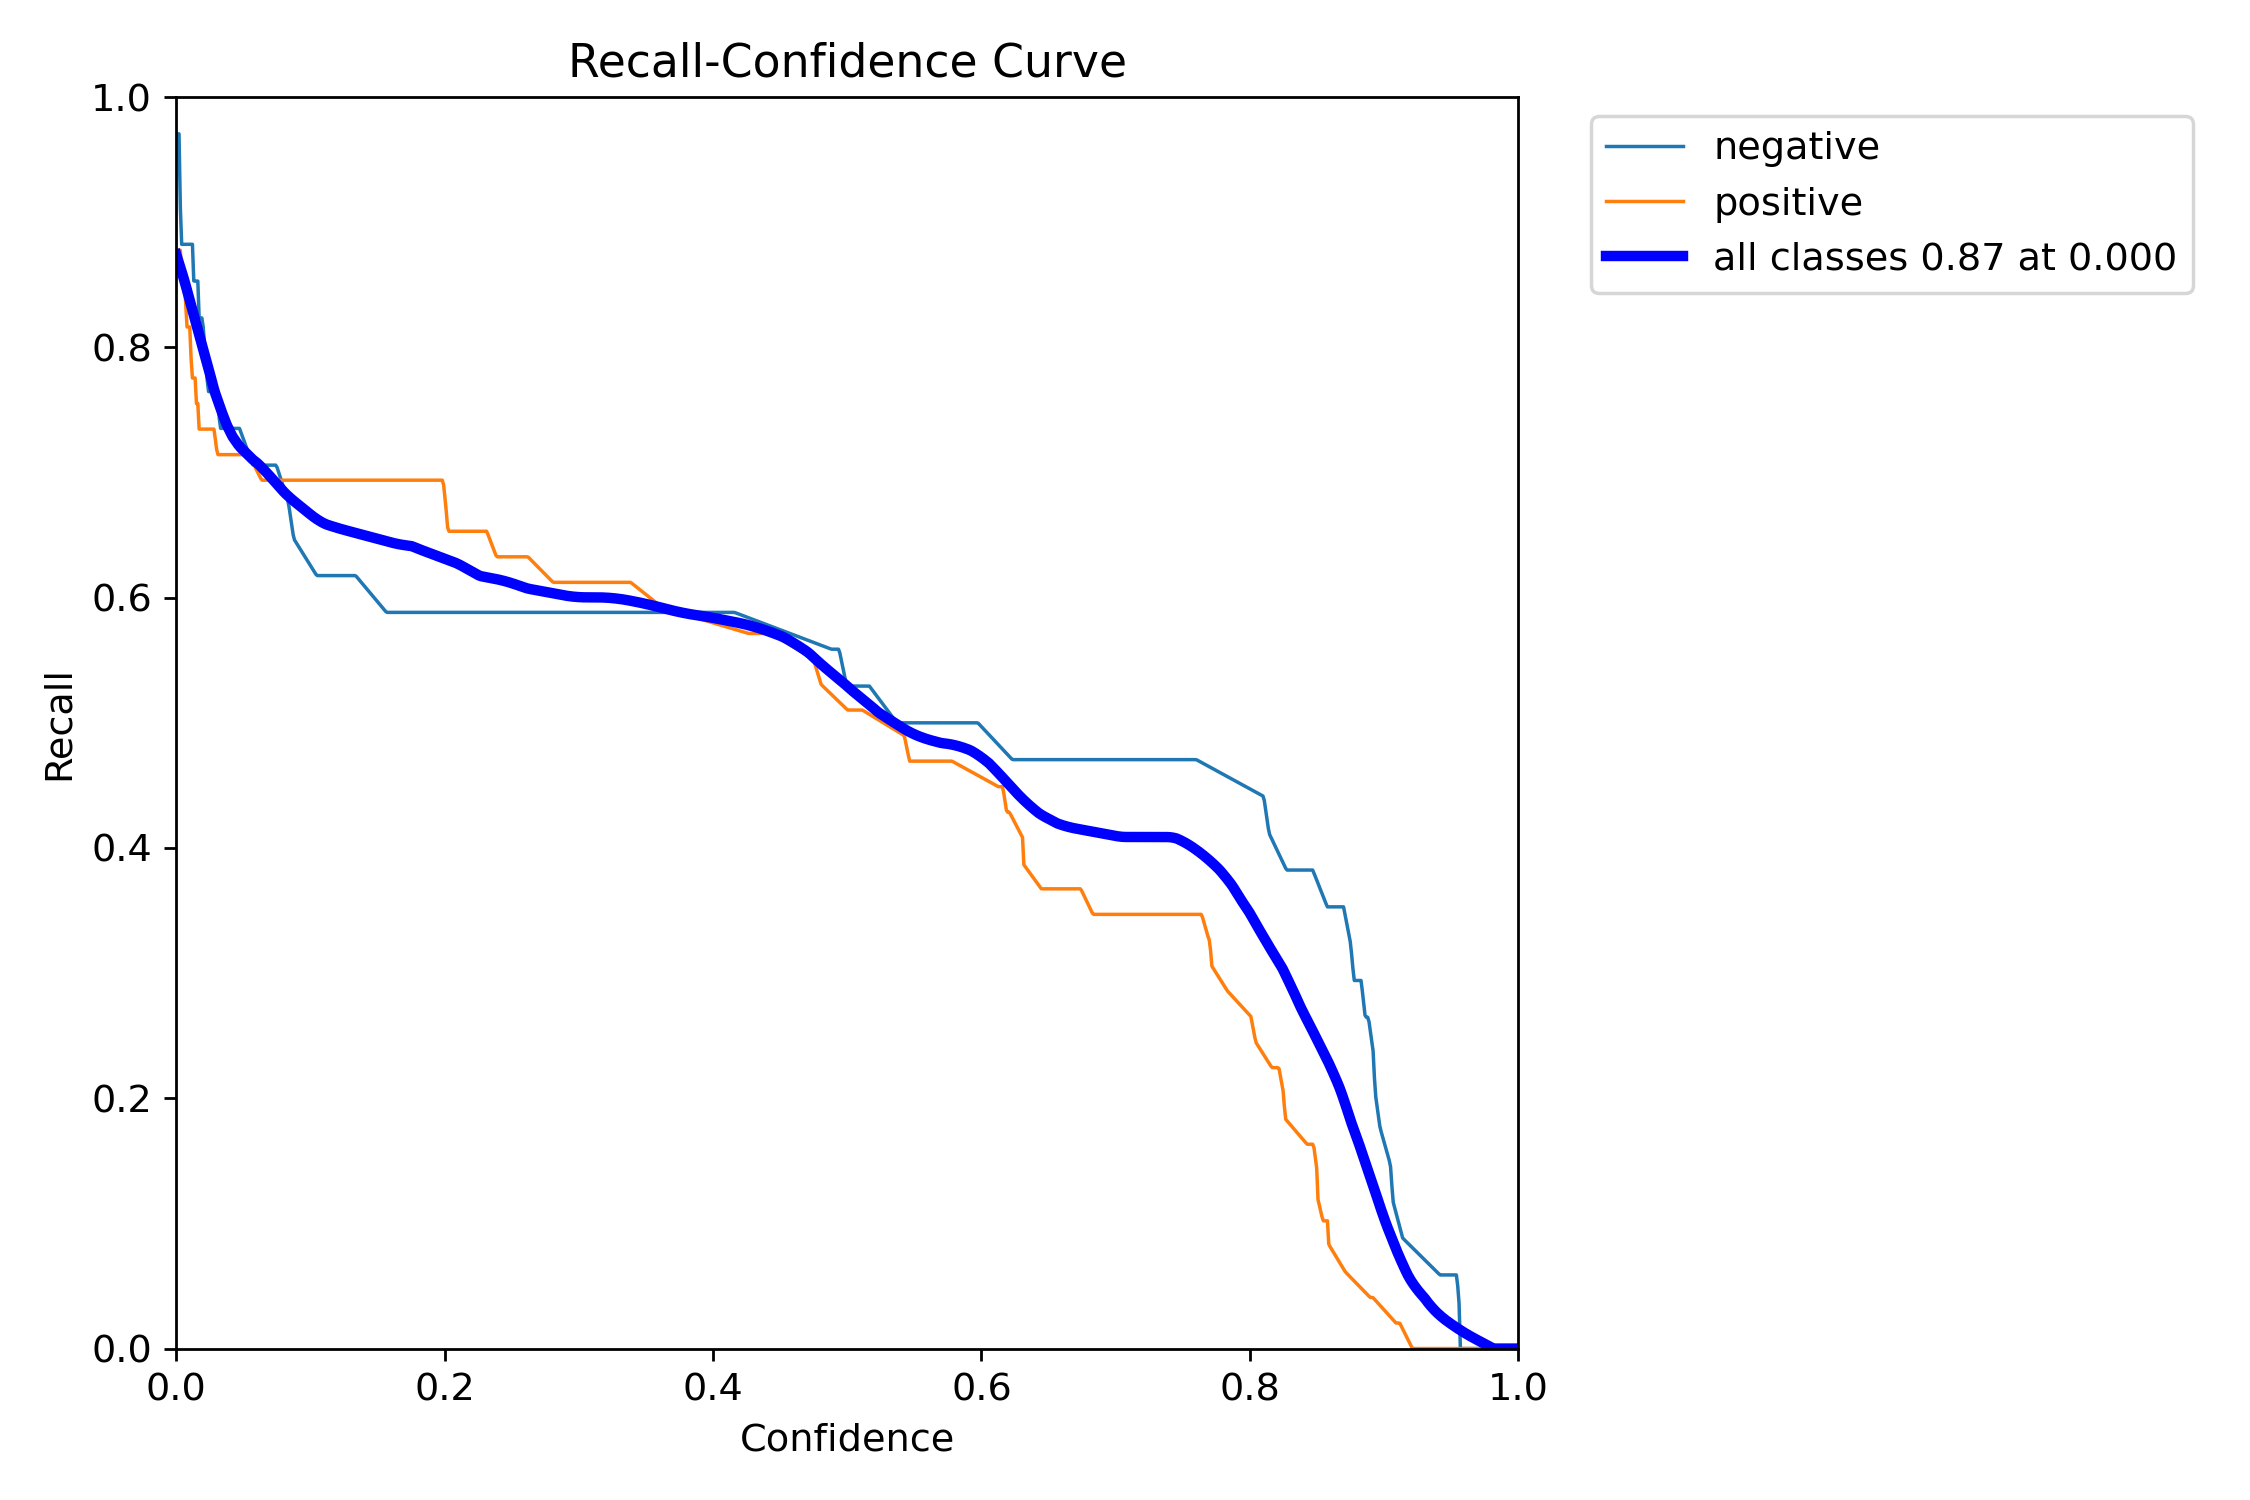 Recall-Confidence Curve
1.0
0.8
0.6
0.4
0.2
0.0
Recall
0.0 0.2 0.4 0.6 0.8 1.0
Confidence
negative
positive
all classes 0.87 at 0.000